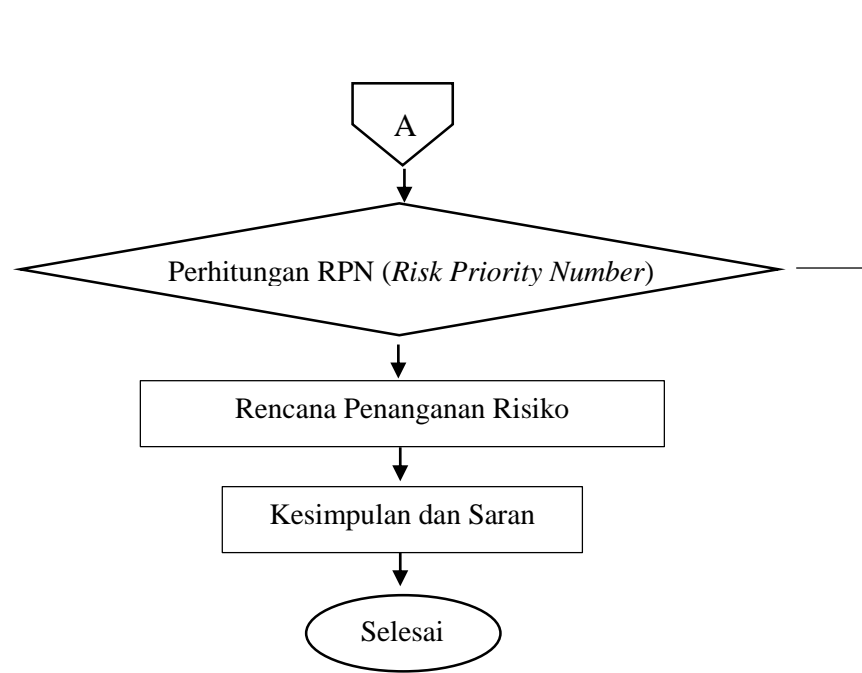 A
Perhitungan RPN (Risk Priority Number)
Rencana Penanganan Risiko
Kesimpulan dan Saran
Selesai